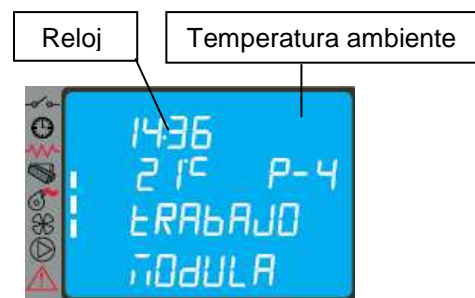 Reloj
Temperatura ambiente
14:36
21°C P-4
tRAbAJO
MOdULA